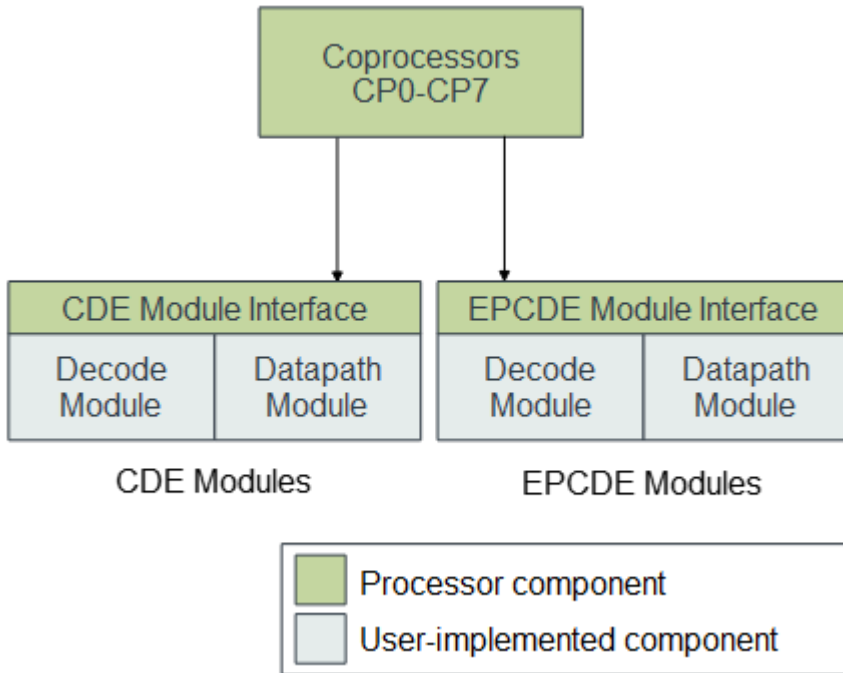 Coprocessors
CP0-CP7
CDE Module Interface
EPCDE Module Interface
Decode
Module
Datapath
Module
Decode
Module
Datapath
Module
CDE Modules
EPCDE Modules
Processor component
User-implemented component